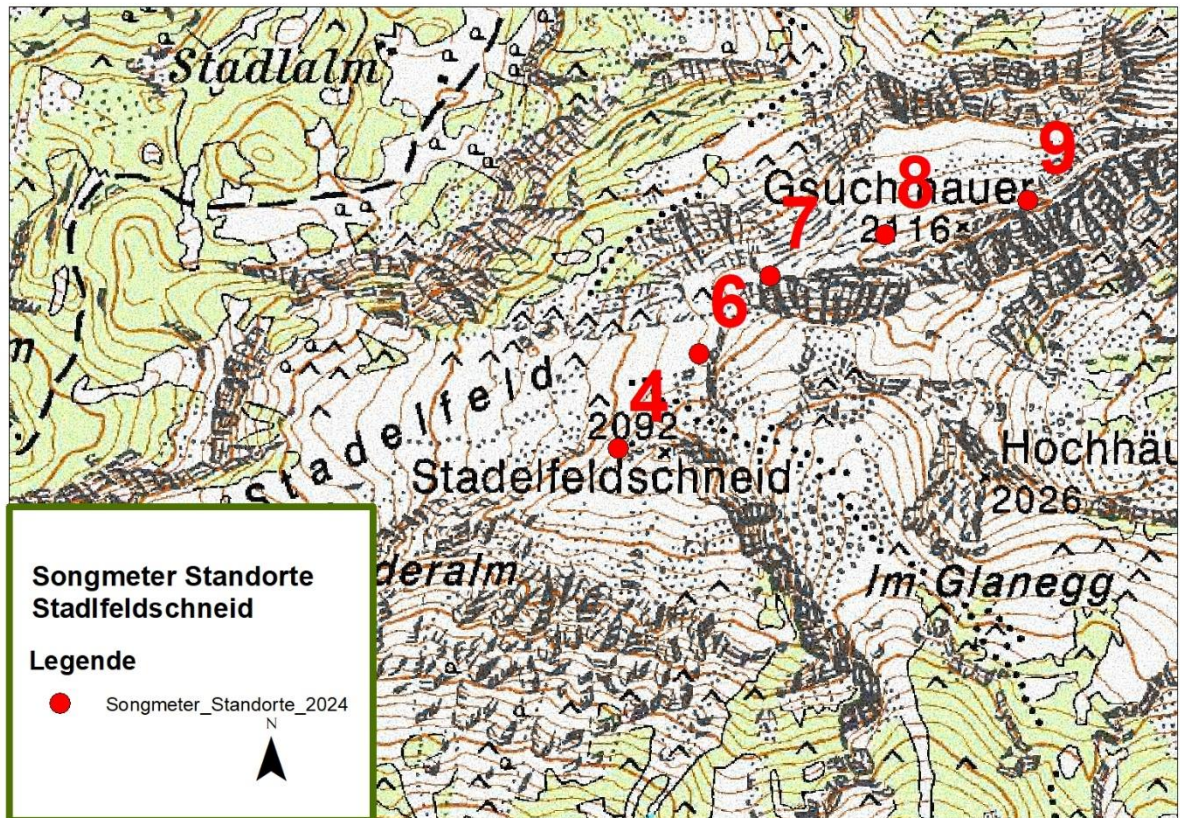 Stadlalm
9
8
Gsuchmauer
7
2116
6
n
Stadelfeld
4
2092
Stadelfeldschneid
Hochhäu
2026
deralm
Im Glanegg
Songmeter Standorte
Stadlfeldschneid
Legende
Songmeter_Standorte_2024
N